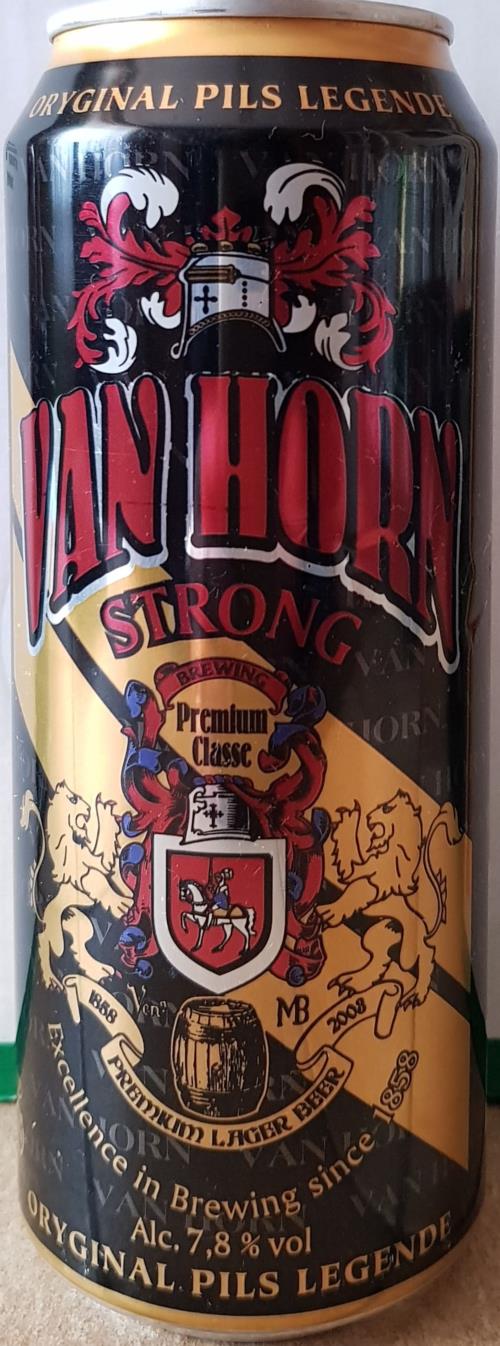 ORYGINAL PILS LEGENDE
VAN HORN
STRONG
BREWING
Premium
Classe
1868
2008
MB
PREMIUM LAGER BEER
Excellence in Brewing since 1858
Alc. 7,8 % vol
ORYGINAL PILS LEGENDE